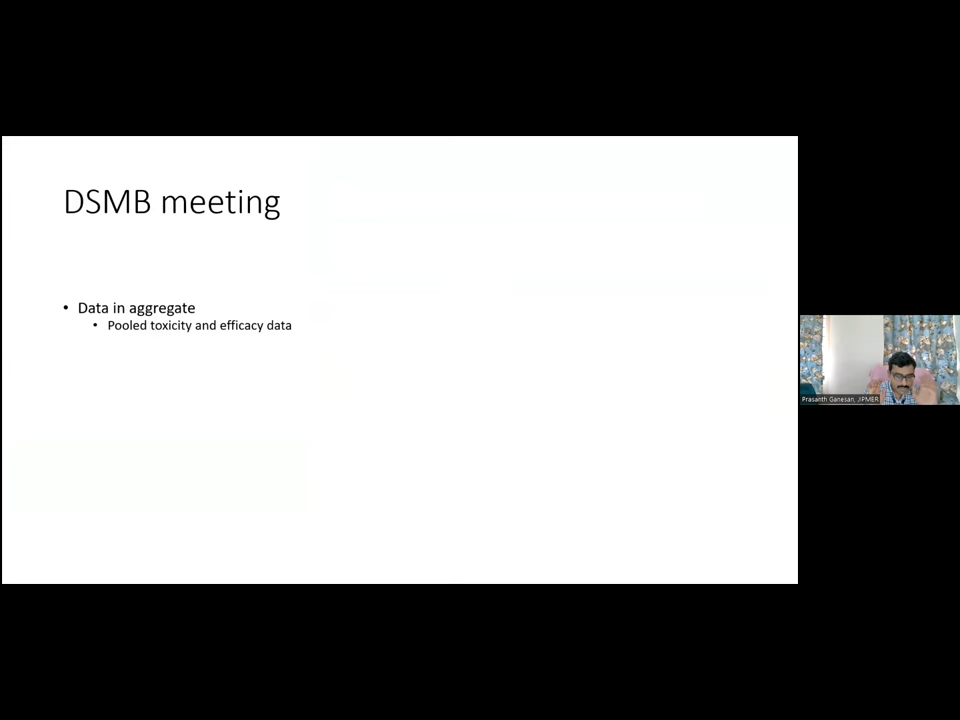 DSMB meeting
• Data in aggregate
• Pooled toxicity and efficacy data
Prasanth Ganesan, JIPMER